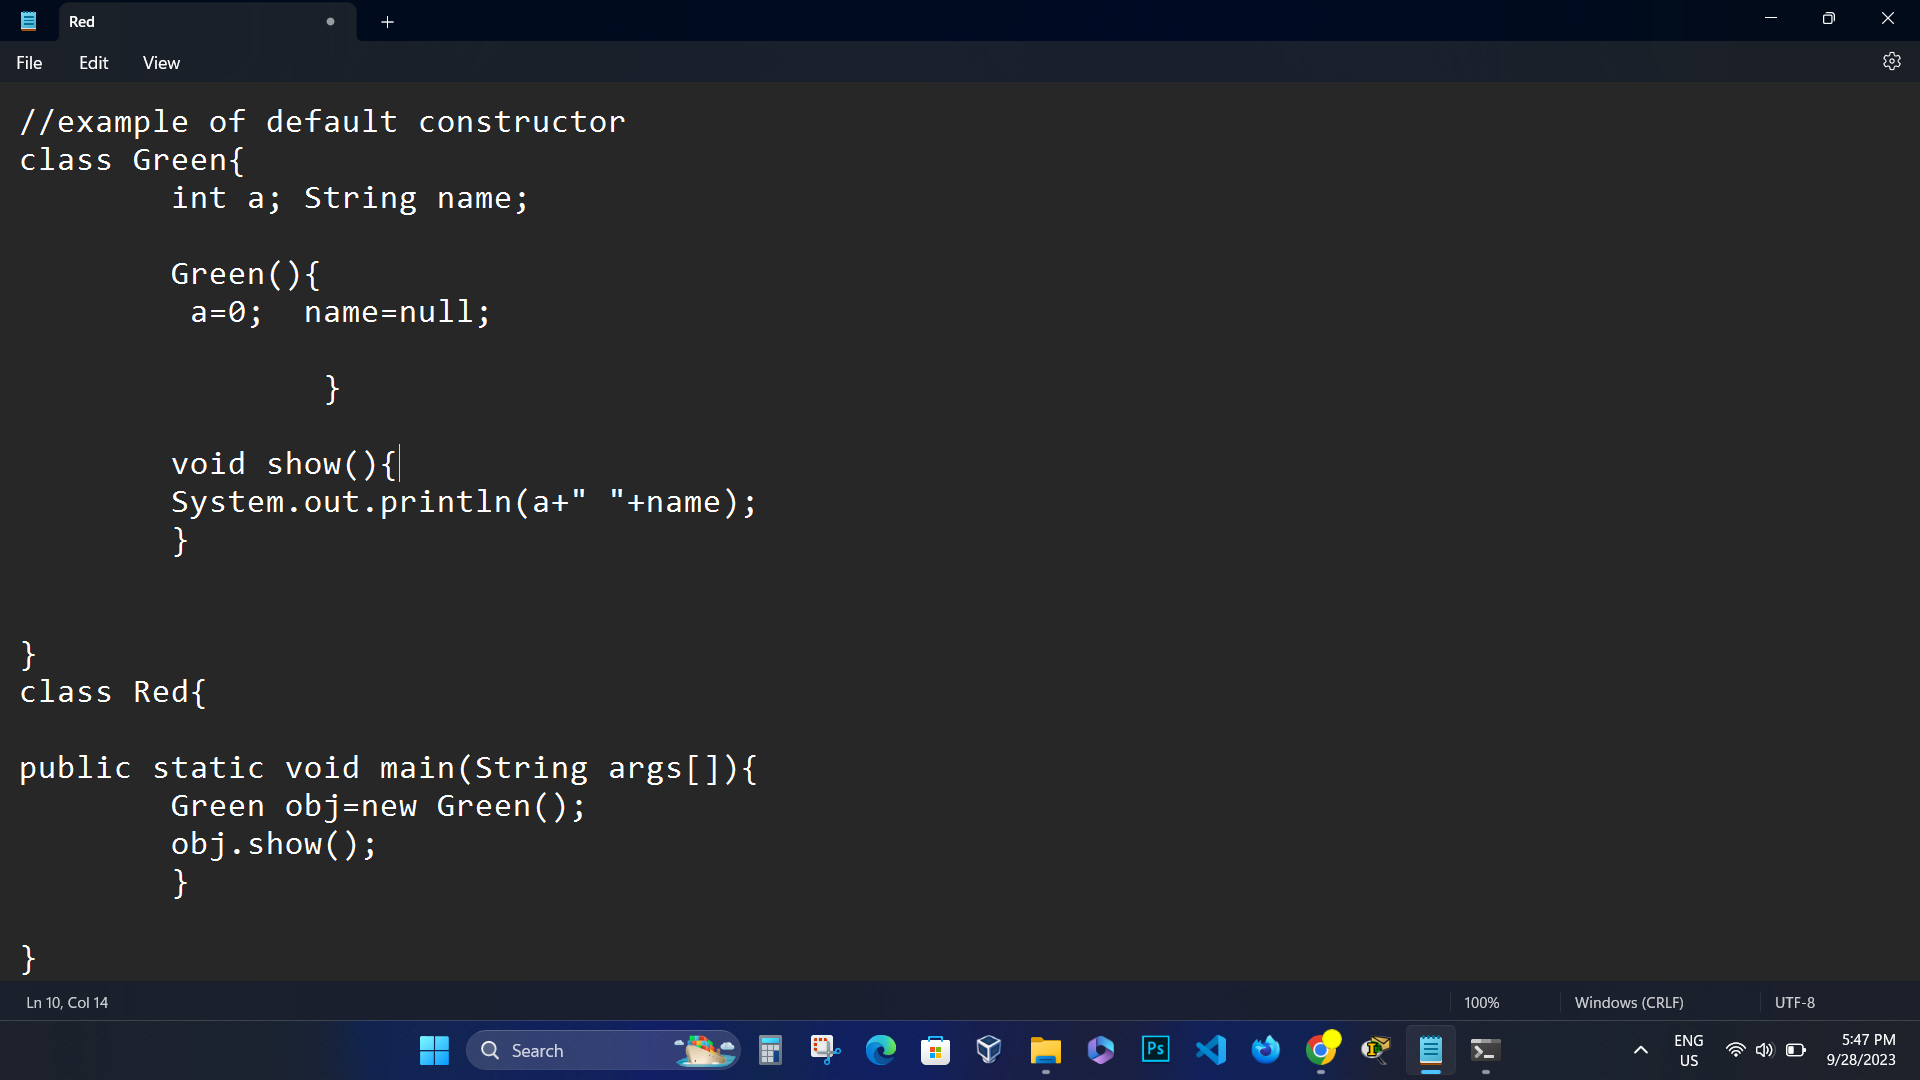 Red
File Edit View
//example of default constructor
class Green{
int a; String name;
Green(){
a=0;  name=null;
}
void show(){
System.out.println(a+" "+name);
}
}
class Red{
public static void main(String args[]){
Green obj=new Green();
obj.show();
}
}
Ln 10, Col 14 100% Windows (CRLF) UTF-8
Search Ps ENG 5:47 PM
US 9/28/2023